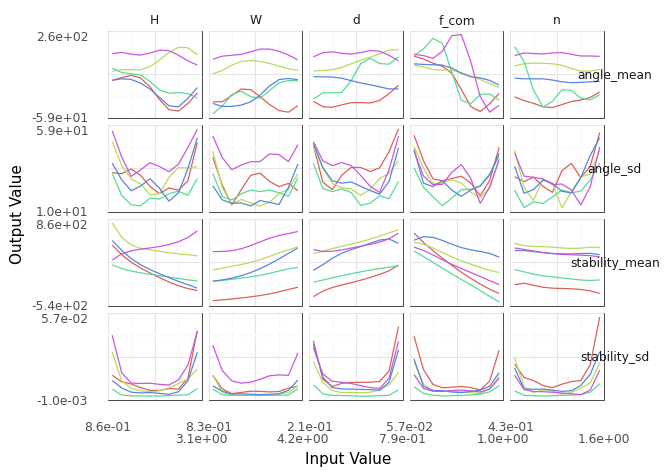 H W d f_com n
2.6e+02
angle_mean
-5.9e+01
5.9e+01
angle_sd
1.0e+01
8.6e+02
stability_mean
-5.4e+02
5.7e-02
stability_sd
-1.0e-03
Output Value
8.6e-01 8.3e-01 2.1e-01 5.7e-02 4.3e-01
3.1e+00 4.2e+00 7.9e-01 1.0e+00 1.6e+00
Input Value